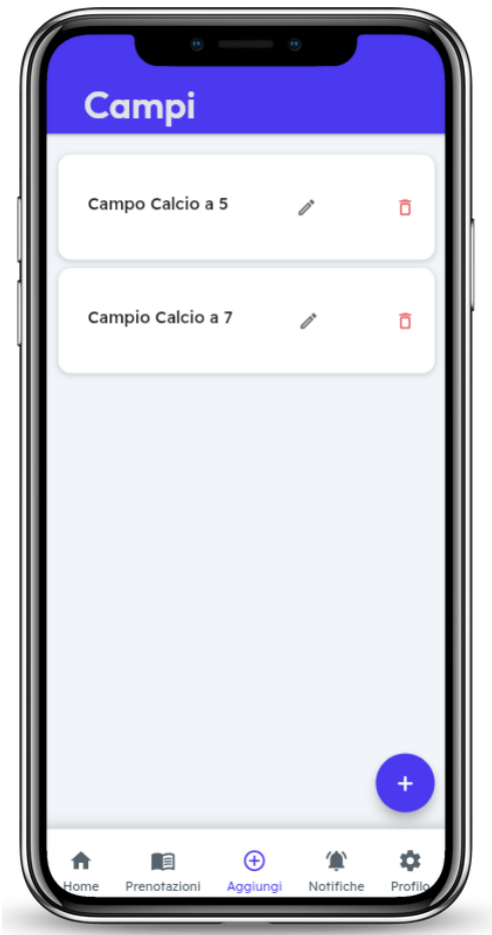 Campi
Campo Calcio a 5
Campio Calcio a 7
Home Prenotazioni Aggiungi Notifiche Profilo